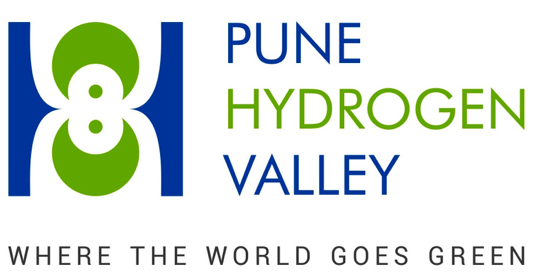 PUNE
HYDROGEN
VALLEY
WHERE THE WORLD GOES GREEN